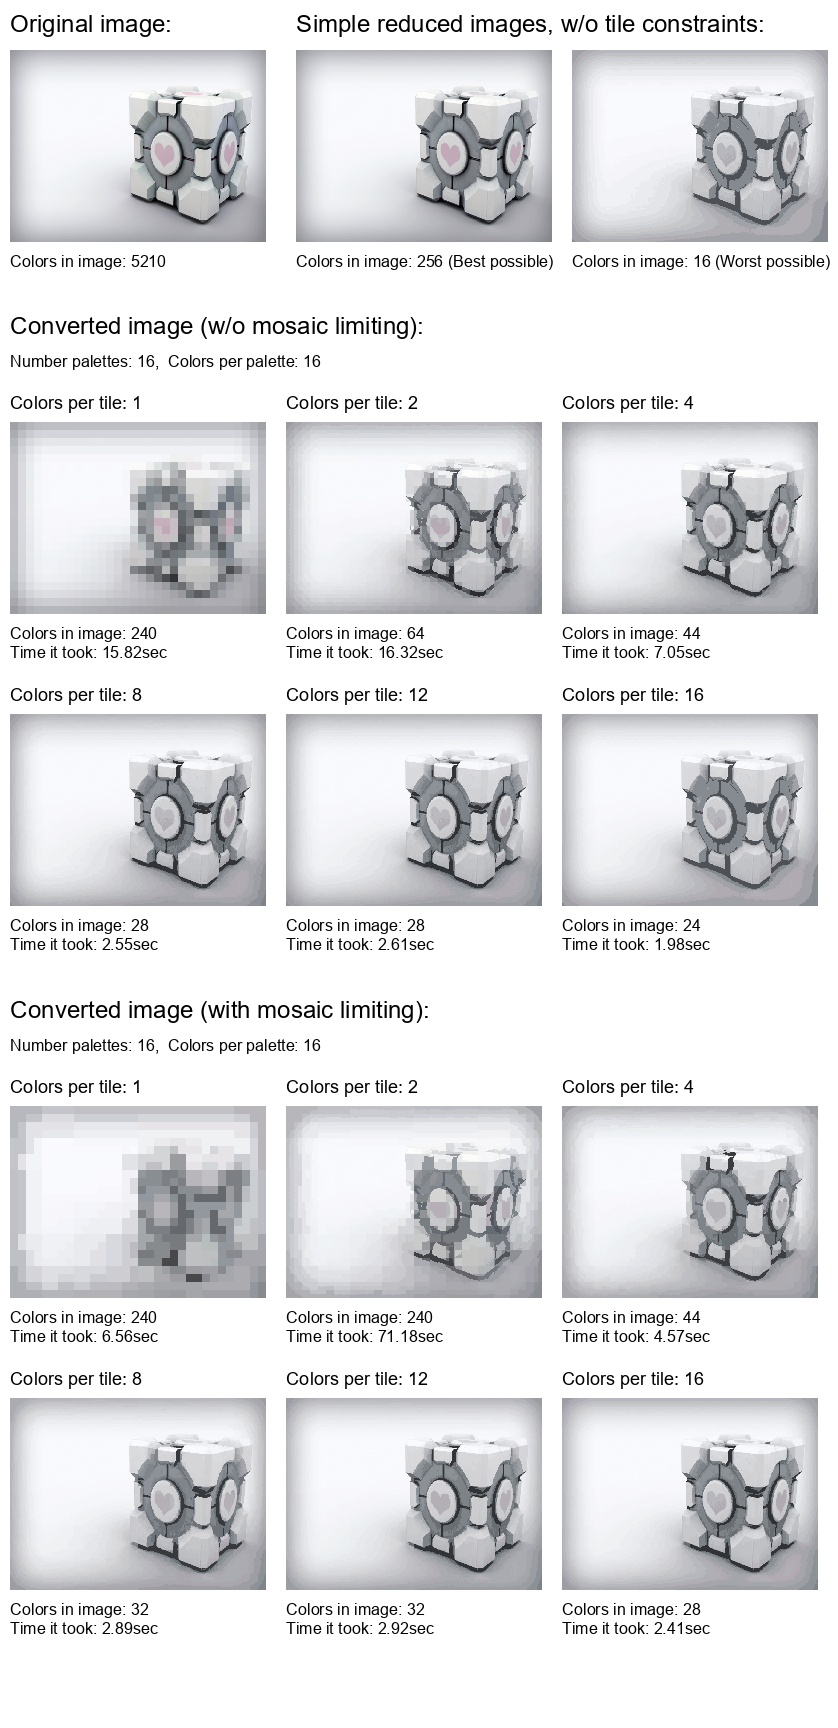 Original image:
Simple reduced images, w/o tile constraints:
Colors in image: 5210
Colors in image: 256 (Best possible)
Colors in image: 16 (Worst possible)
Converted image (w/o mosaic limiting):
Number palettes: 16,  Colors per palette: 16
Colors per tile: 1
Colors per tile: 2
Colors per tile: 4
Colors in image: 240
Time it took: 15.82sec
Colors in image: 64
Time it took: 16.32sec
Colors in image: 44
Time it took: 7.05sec
Colors per tile: 8
Colors per tile: 12
Colors per tile: 16
Colors in image: 28
Time it took: 2.55sec
Colors in image: 28
Time it took: 2.61sec
Colors in image: 24
Time it took: 1.98sec
Converted image (with mosaic limiting):
Number palettes: 16,  Colors per palette: 16
Colors per tile: 1
Colors per tile: 2
Colors per tile: 4
Colors in image: 240
Time it took: 6.56sec
Colors in image: 240
Time it took: 71.18sec
Colors in image: 44
Time it took: 4.57sec
Colors per tile: 8
Colors per tile: 12
Colors per tile: 16
Colors in image: 32
Time it took: 2.89sec
Colors in image: 32
Time it took: 2.92sec
Colors in image: 28
Time it took: 2.41sec